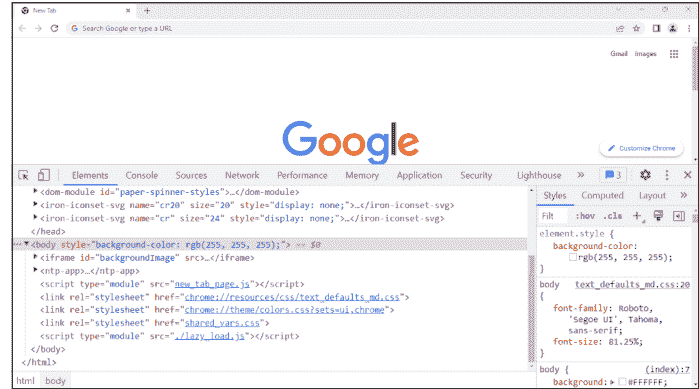 New Tab
Search Google or type a URL
Gmail Images
Google
Customize Chrome
Elements Console Sources Network Performance Memory Application Security Lighthouse » 3
<dom-module id="paper-spinner-styles">…</dom-module>
<iron-iconset-svg name="cr20" size="20" style="display: none;">…</iron-iconset-svg>
<iron-iconset-svg name="cr" size="24" style="display: none;">…</iron-iconset-svg>
</head>
<body style="background-color: rgb(255, 255, 255);"> == $0
<iframe id="backgroundImage" src>…</iframe>
<ntp-app>…</ntp-app>
<script type="module" src="new_tab_page.js"></script>
<link rel="stylesheet" href="chrome://resources/css/text_defaults_md.css">
<link rel="stylesheet" href="chrome://theme/colors.css?sets=ui,chrome">
<link rel="stylesheet" href="shared_vars.css">
<script type="module" src="./lazy_load.js"></script>
</body>
</html>
html body
Styles Computed Layout »
Filt :hov .cls +
element.style {
background-color:
rgb(255, 255, 255);
}
body text_defaults_md.css:20
{
font-family: Roboto,
'Segoe UI', Tahoma,
sans-serif;
font-size: 81.25%;
}
body { (index):7
background: #FFFFFF;